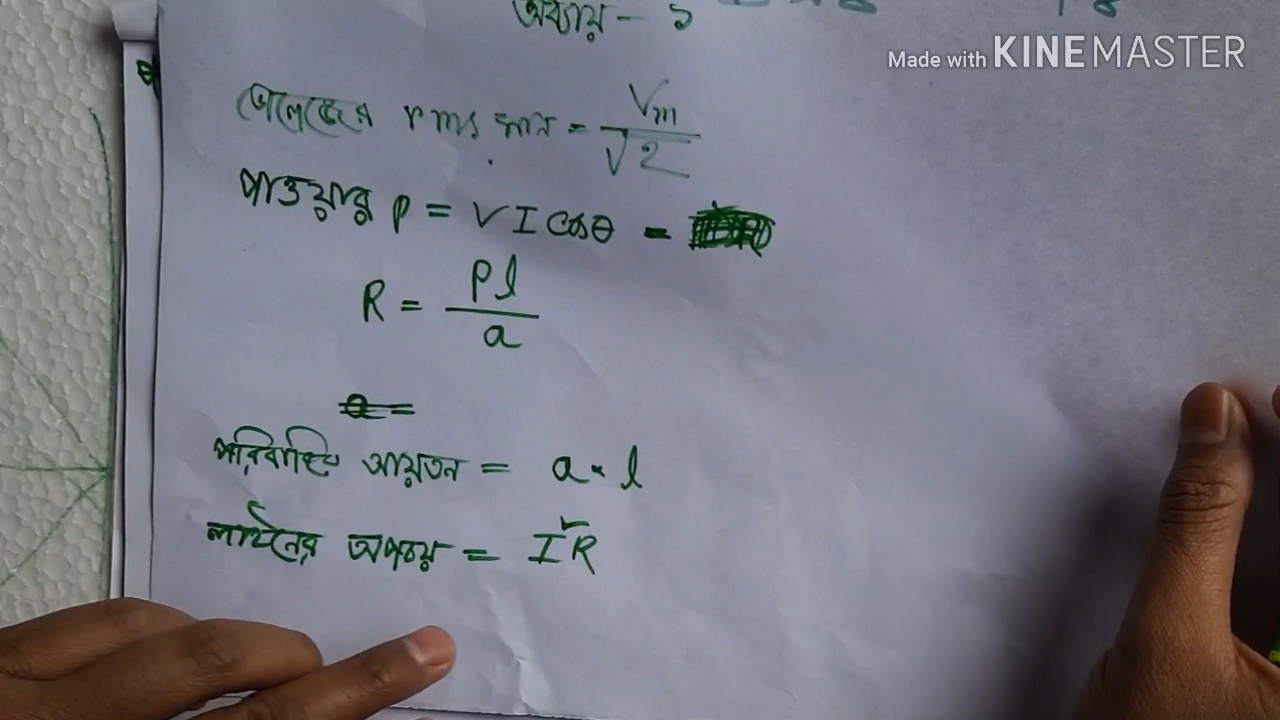 অধ্যায় - ১
Made with KINEMASTER
ভোল্টেজের rms মান = Vm/√2
পাওয়ার P = VI Cosθ =
R = ρl/a
a =
পরিবাহির আয়তন = a × l
লাইনের অপচয় = I²R